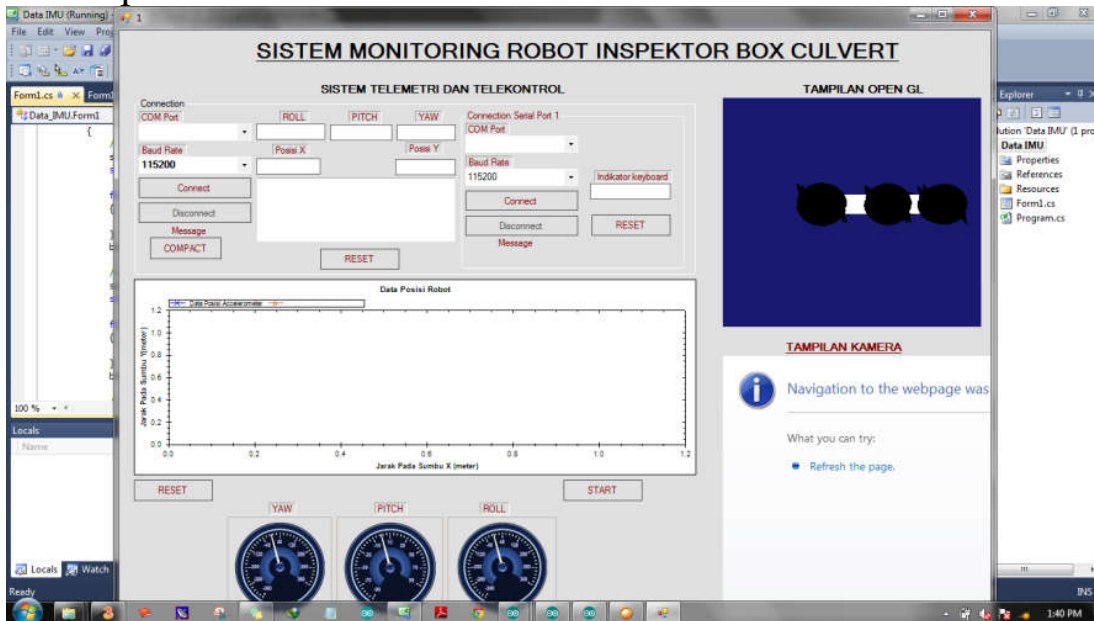 Data IMU (Running)
1
File Edit View
SISTEM MONITORING ROBOT INSPEKTOR BOX CULVERT
SISTEM TELEMETRI DAN TELEKONTROL
TAMPILAN OPEN GL
Form1.cs
Data_IMU.Form1
Connection
COM Port
ROLL PITCH YAW
Baud Rate
Posisi X
Posisi Y
115200
Connect
Disconnect
Message
COMPACT
RESET
Connection Serial Port 1
COM Port
Baud Rate
115200
Indikator keyboard
Connect
Disconnect
RESET
Message
Explorer
Data IMU
Properties
References
Resources
Form1.cs
Program.cs
Data Posisi Robot
Data Posisi Accelerometer
Jarak Pada Sumbu Y(meter)
1.2
1.0
0.8
0.6
0.4
0.2
0.0
0.0 0.2 0.4 0.6 0.8 1.0 1.2
Jarak Pada Sumbu X (meter)
TAMPILAN KAMERA
Navigation to the webpage was
What you can try:
Refresh the page.
100 %
Locals
Name
RESET
START
YAW PITCH ROLL
Locals Watch
Ready
INS
1:40 PM